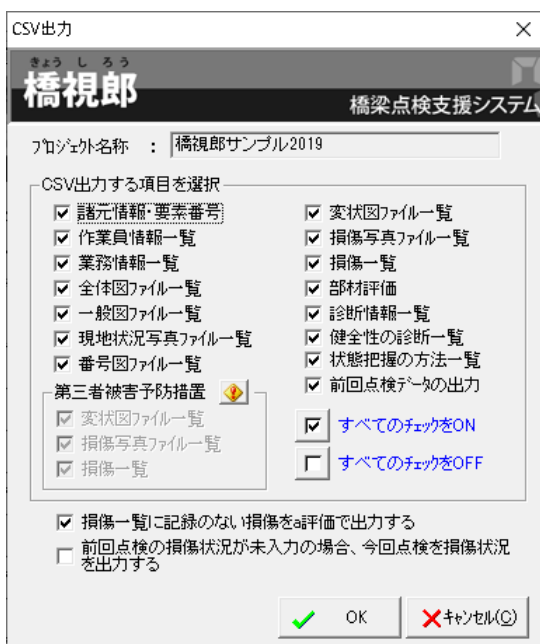 CSV出力
きょう し ろう
橋視郎
橋梁点検支援システム
プロジェクト名称 : 橋視郎サンプル2019
CSV出力する項目を選択
諸元情報・要素番号
作業員情報一覧
業務情報一覧
全体図ファイル一覧
一般図ファイル一覧
現地状況写真ファイル一覧
番号図ファイル一覧
第三者被害予防措置
変状図ファイル一覧
損傷写真ファイル一覧
損傷一覧
変状図ファイル一覧
損傷写真ファイル一覧
損傷一覧
部材評価
診断情報一覧
健全性の診断一覧
状態把握の方法一覧
前回点検データの出力
すべてのチェックをON
すべてのチェックをOFF
損傷一覧に記録のない損傷をa評価で出力する
前回点検の損傷状況が未入力の場合、今回点検を損傷状況
を出力する
OK
キャンセル(C)